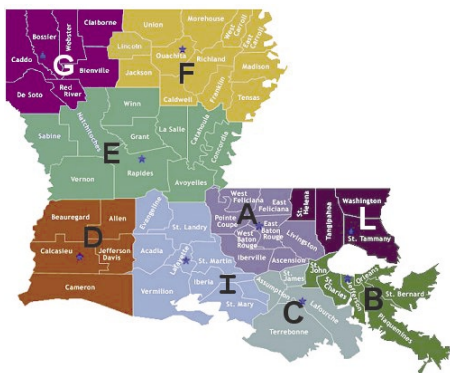 Claiborne
Bossier
Webster
Caddo
G
Bienville
De Soto
Red
River
Union
Morehouse
West
Carroll
East
Carroll
Lincoln
Ouachita
Richland
Madison
Jackson
F
Franklin
Caldwell
Tensas
Winn
Natchitoches
Sabine
Grant
La Salle
Catahoula
Concordia
E
Rapides
Vernon
Avoyelles
Beauregard
Allen
D
Calcasieu
Jefferson
Davis
Cameron
Evangeline
St. Landry
Acadia
Lafayette
St. Martin
Vermilion
Iberia
I
St. Mary
West
Feliciana
East
Feliciana
A
Pointe
Coupe
West
Baton
Rouge
East
Baton
Rouge
Livingston
Iberville
Ascension
St.
Helena
Tangipahoa
Washington
L
St. Tammany
St.
James
Assumption
C
Lafourche
Terrebonne
St.
John
St.
Charles
Jefferson
Orleans
B
St. Bernard
Plaquemines